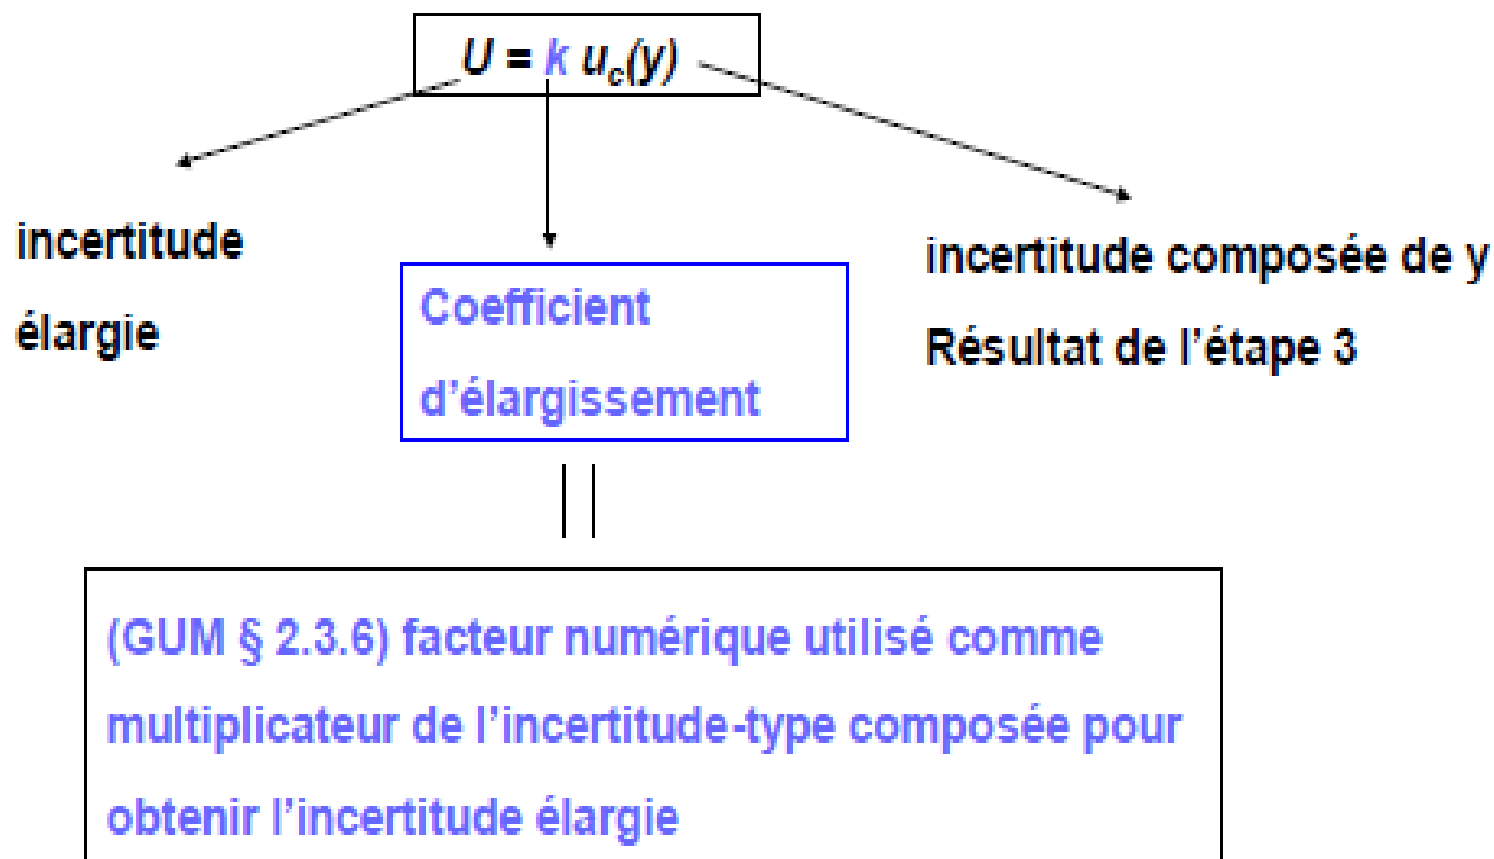 U = k u_c(y)
incertitude
élargie
Coefficient
d'élargissement
incertitude composée de y
Résultat de l'étape 3
(GUM § 2.3.6) facteur numérique utilisé comme
multiplicateur de l'incertitude-type composée pour
obtenir l'incertitude élargie